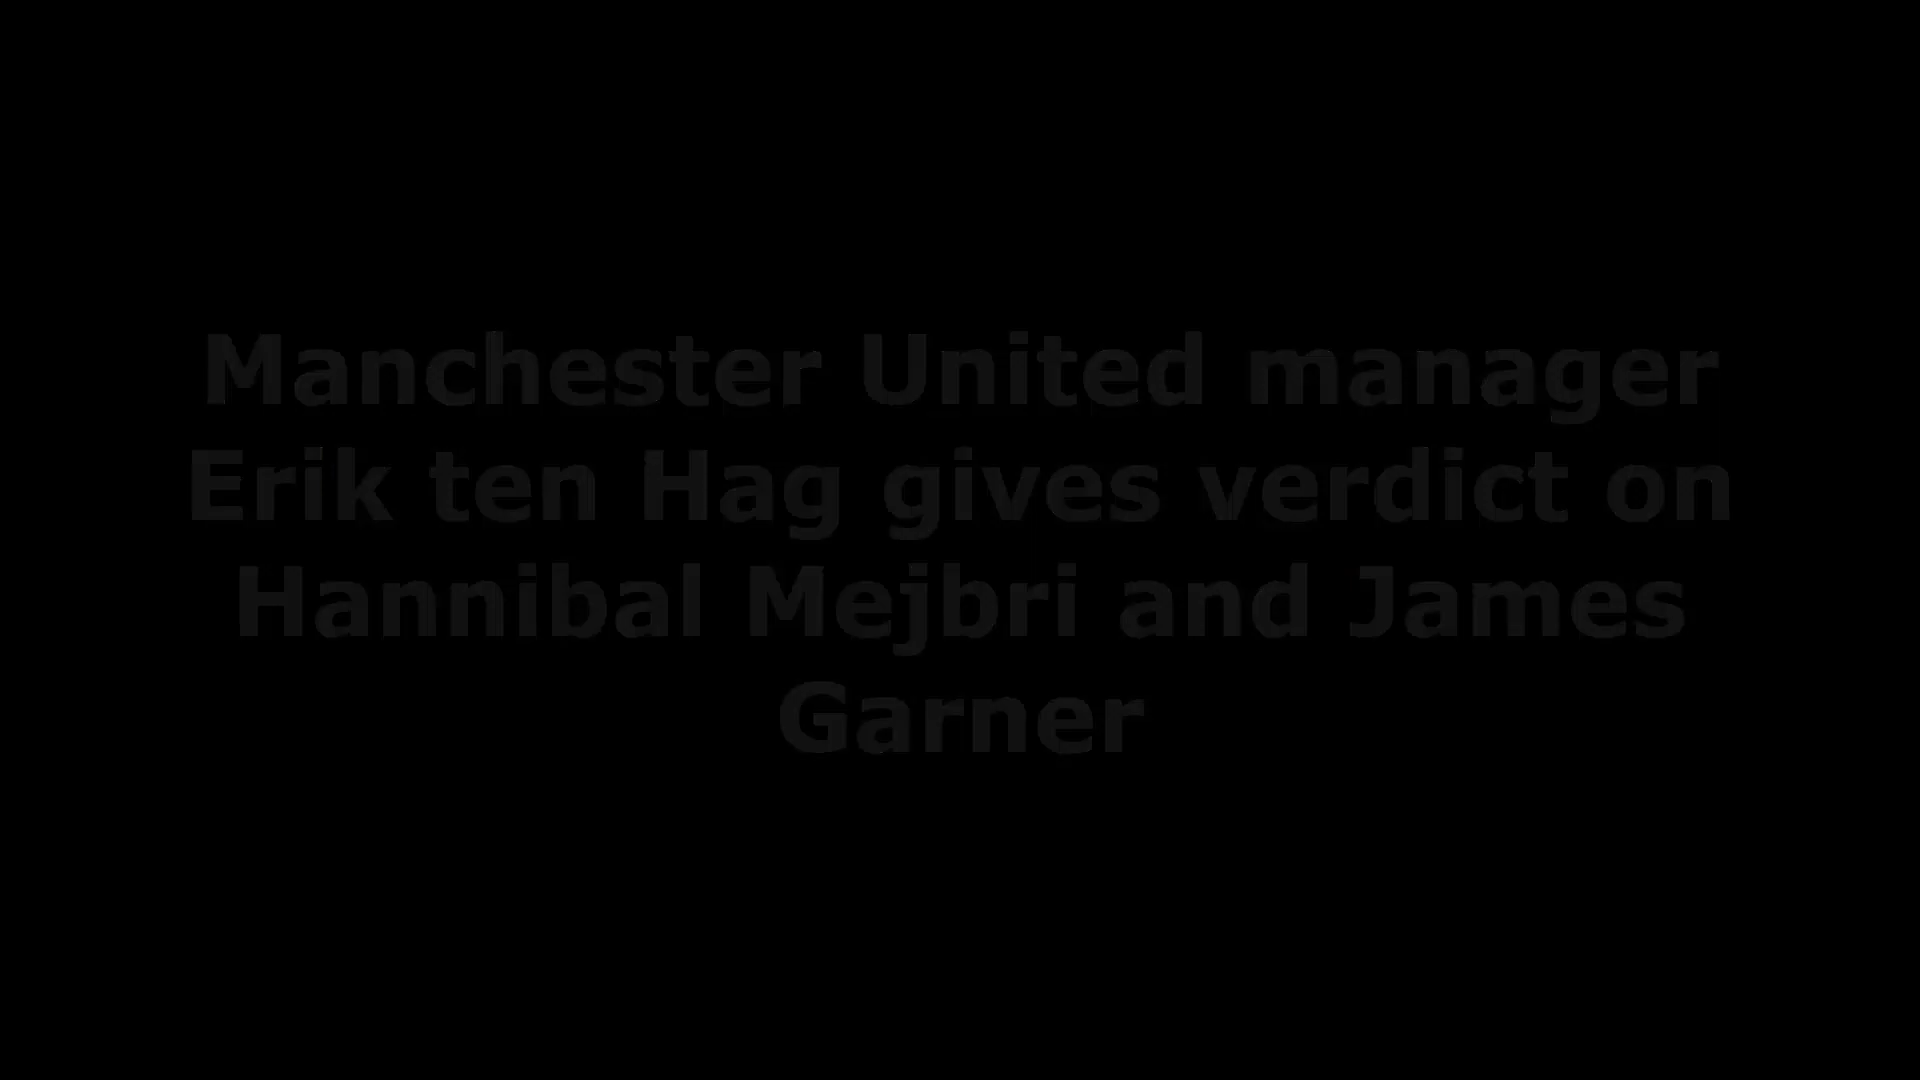 Manchester United manager
Erik ten Hag gives verdict on
Hannibal Mejbri and James
Garner